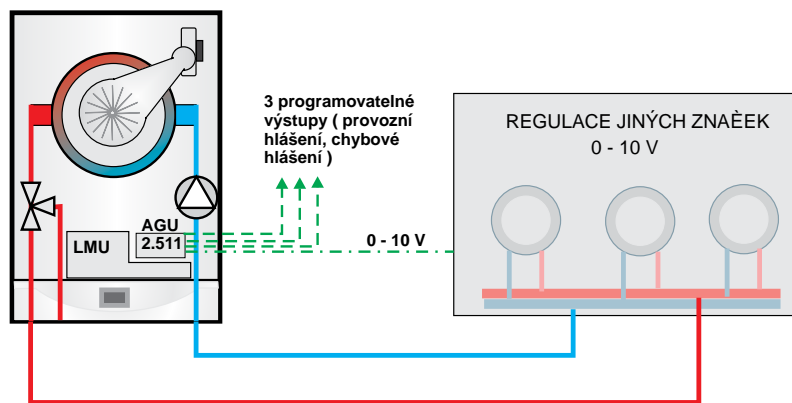 3 programovatelné
výstupy ( provozní
hlášení, chybové
hlášení )
REGULACE JINÝCH ZNAÈEK
0 - 10 V
AGU
2.511
LMU
0 - 10 V